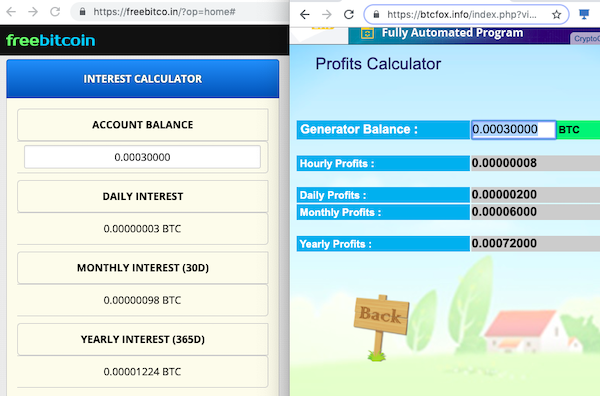 https://freebitco.in/?op=home#
freebitcoin
INTEREST CALCULATOR
ACCOUNT BALANCE
0.00030000
DAILY INTEREST
0.00000003 BTC
MONTHLY INTEREST (30D)
0.00000098 BTC
YEARLY INTEREST (365D)
0.00001224 BTC
https://btcfox.info/index.php?vi...
Fully Automated Program
Profits Calculator
Generator Balance : 0.00030000 BTC
Hourly Profits : 0.00000008
Daily Profits : 0.00000200
Monthly Profits : 0.00006000
Yearly Profits : 0.00072000
Back